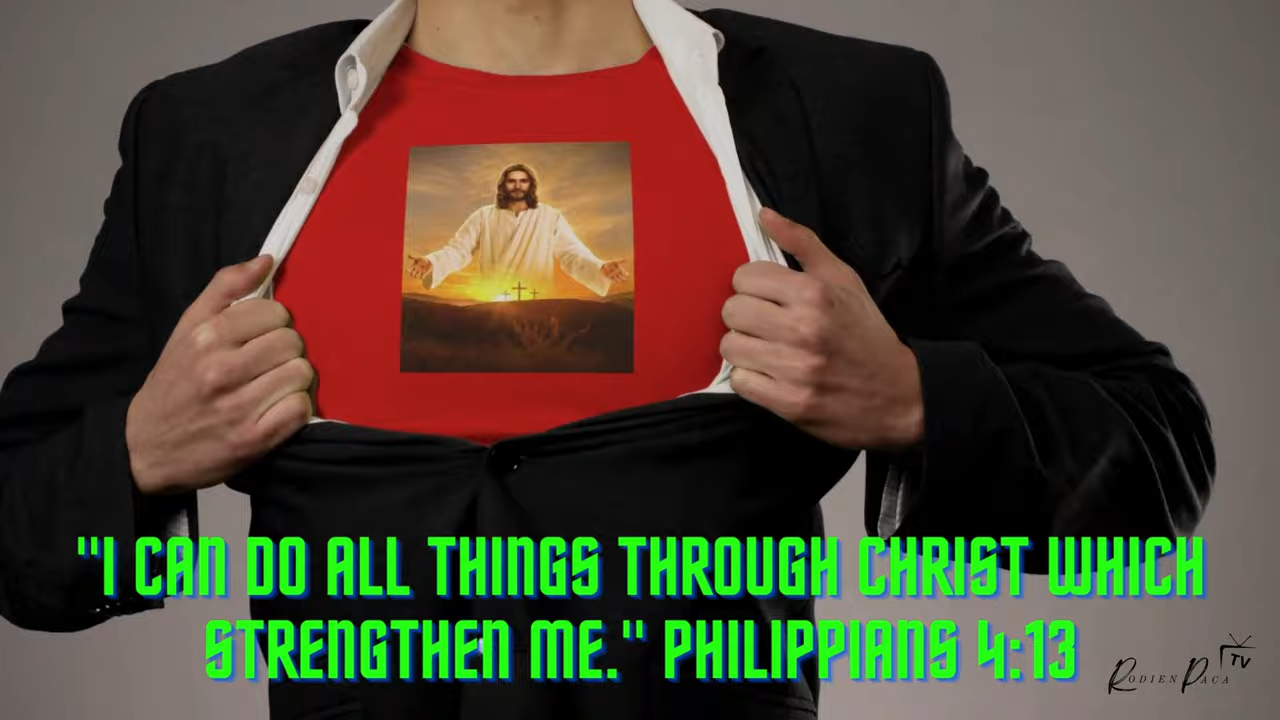 "I CAN DO ALL THINGS THROUGH CHRIST WHICH
STRENGTHEN ME." PHILIPPIANS 4:13
RODIEN PACA TV